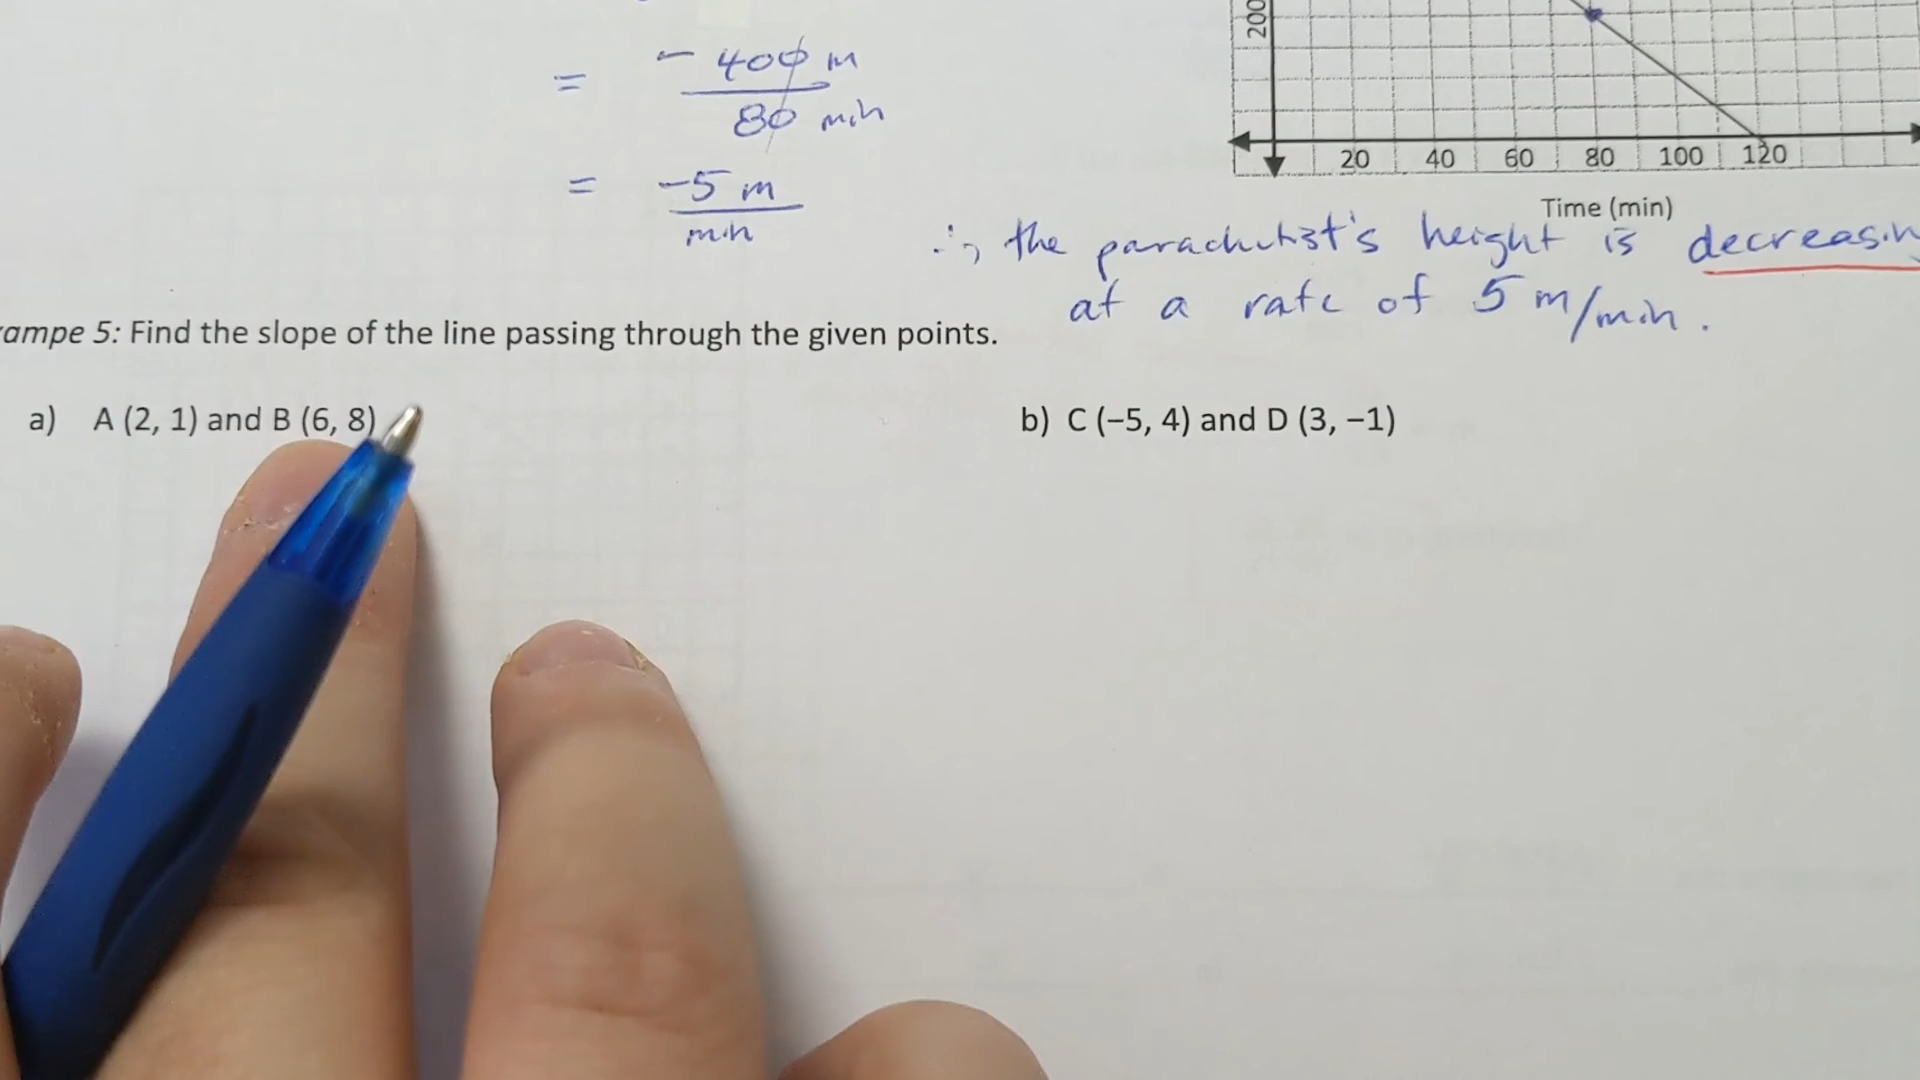 200
= - 400 m
80 min
= -5 m
min
20 40 60 80 100 120
Time (min)
∴, the parachutist's height is decreasin
at a rate of 5 m/min.
ampe 5: Find the slope of the line passing through the given points.
a) A (2, 1) and B (6, 8)
b) C (−5, 4) and D (3, −1)